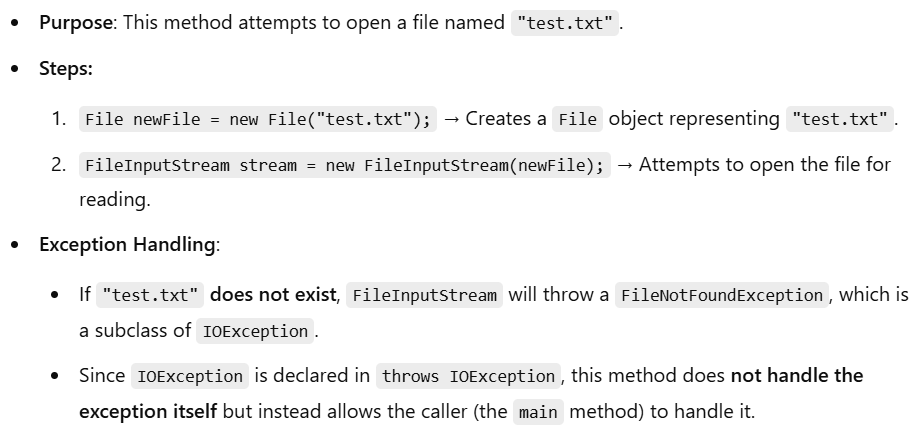 • Purpose: This method attempts to open a file named "test.txt".
• Steps:
1. File newFile = new File("test.txt"); → Creates a File object representing "test.txt".
2. FileInputStream stream = new FileInputStream(newFile); → Attempts to open the file for
reading.
• Exception Handling:
• If "test.txt" does not exist, FileInputStream will throw a FileNotFoundException, which is
a subclass of IOException.
• Since IOException is declared in throws IOException, this method does not handle the
exception itself but instead allows the caller (the main method) to handle it.